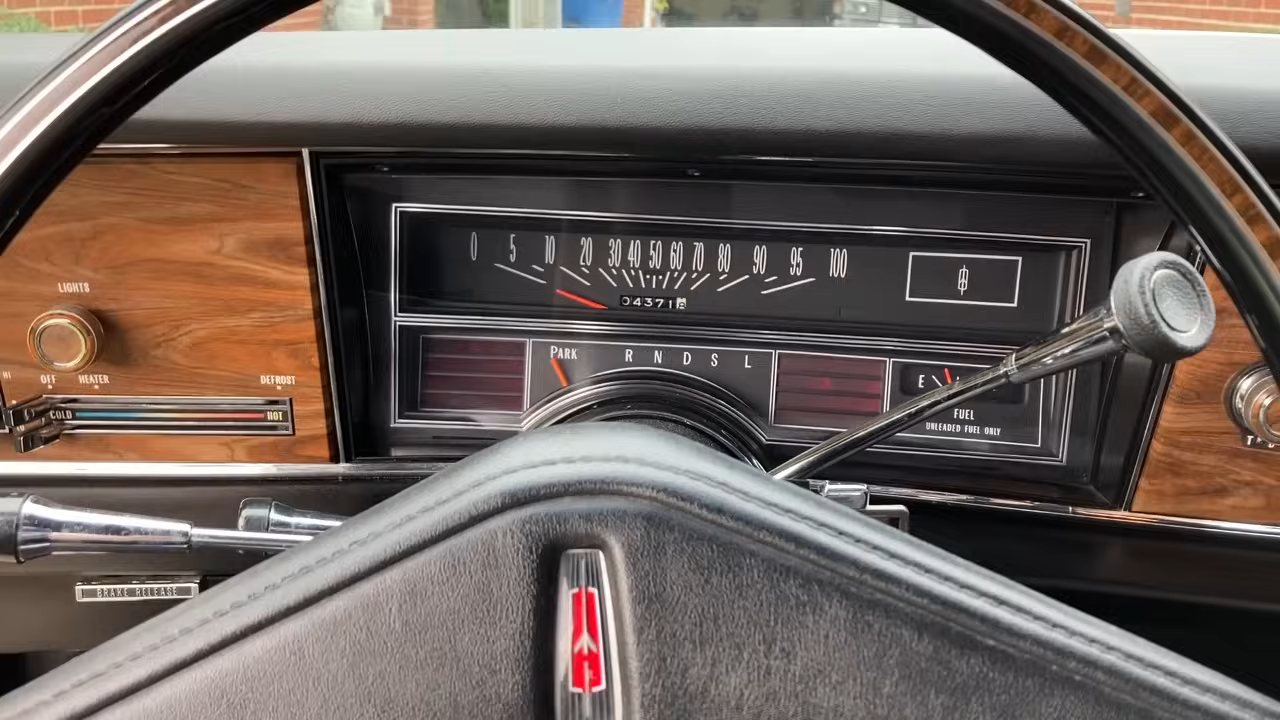 0 5 10 20 30 40 50 60 70 80 90 95 100
04371
LIGHTS
PARK R N D S L
HI OFF HEATER DEFROST
COLD HOT
E
FUEL
UNLEADED FUEL ONLY
BRAKE RELEASE